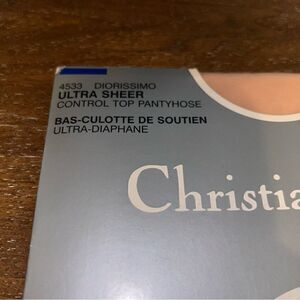 4533 DIORISSIMO
ULTRA SHEER
CONTROL TOP PANTYHOSE
BAS-CULOTTE DE SOUTIEN
ULTRA-DIAPHANE
Christia